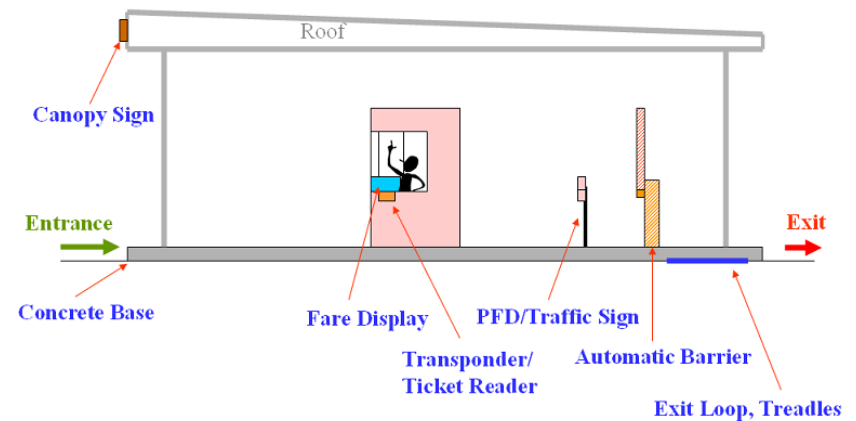 Roof
Canopy Sign
Entrance
Exit
Concrete Base
Fare Display
PFD/Traffic Sign
Transponder/
Ticket Reader
Automatic Barrier
Exit Loop, Treadles